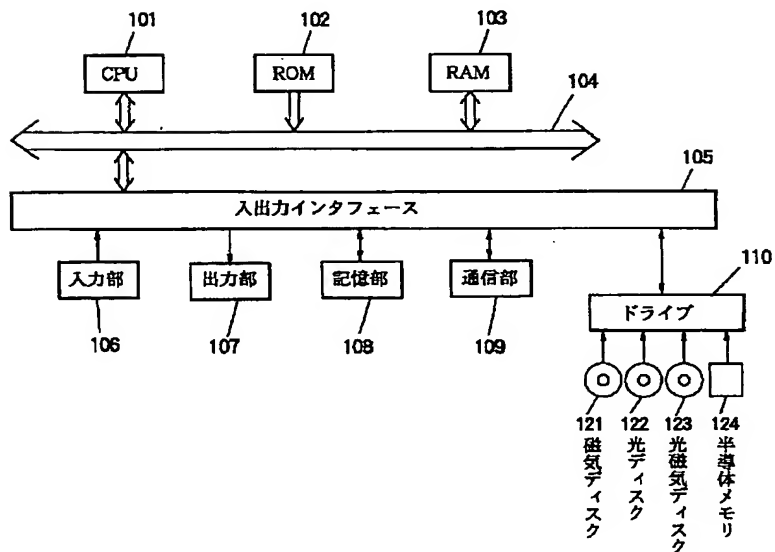 101
102
103
CPU
ROM
RAM
104
105
入出力インタフェース
110
入力部
出力部
記憶部
通信部
ドライブ
106
107
108
109
121
122
123
124
磁気ディスク
光ディスク
光磁気ディスク
半導体メモリ